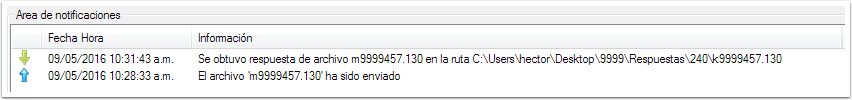 Area de notificaciones
Fecha Hora Información
09/05/2016 10:31:43 a.m. Se obtuvo respuesta de archivo m9999457.130 en la ruta C:\Users\hector\Desktop\9999\Respuestas\240\k9999457.130
09/05/2016 10:28:33 a.m. El archivo 'm9999457.130' ha sido enviado